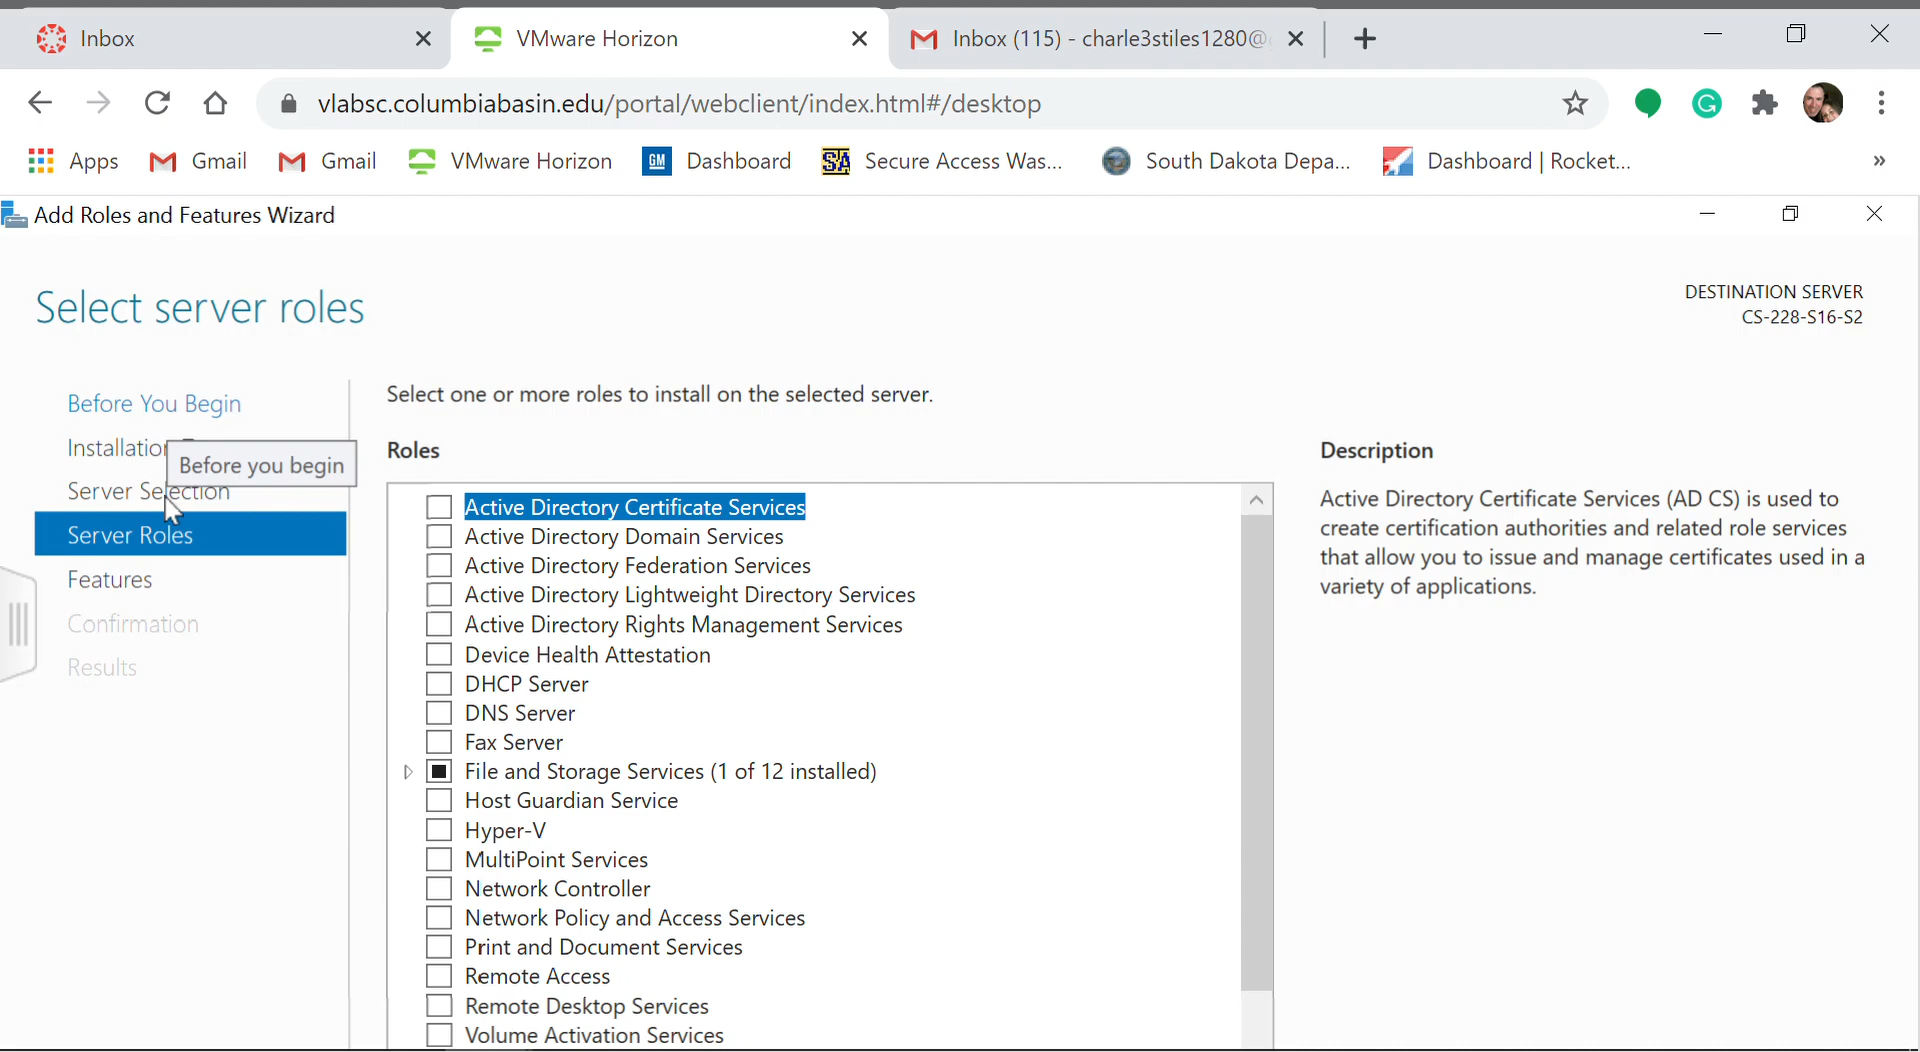 Inbox
VMware Horizon
Inbox (115) - charle3stiles1280@
vlabsc.columbiabasin.edu/portal/webclient/index.html#/desktop
Apps
Gmail
Gmail
VMware Horizon
GM
Dashboard
SA
Secure Access Was...
South Dakota Depa...
Dashboard | Rocket...
»
Add Roles and Features Wizard
Select server roles
DESTINATION SERVER
CS-228-S16-S2
Before You Begin
Installation
Before you begin
Server Selection
Server Roles
Features
Confirmation
Results
Select one or more roles to install on the selected server.
Roles
Active Directory Certificate Services
Active Directory Domain Services
Active Directory Federation Services
Active Directory Lightweight Directory Services
Active Directory Rights Management Services
Device Health Attestation
DHCP Server
DNS Server
Fax Server
File and Storage Services (1 of 12 installed)
Host Guardian Service
Hyper-V
MultiPoint Services
Network Controller
Network Policy and Access Services
Print and Document Services
Remote Access
Remote Desktop Services
Volume Activation Services
Description
Active Directory Certificate Services (AD CS) is used to
create certification authorities and related role services
that allow you to issue and manage certificates used in a
variety of applications.